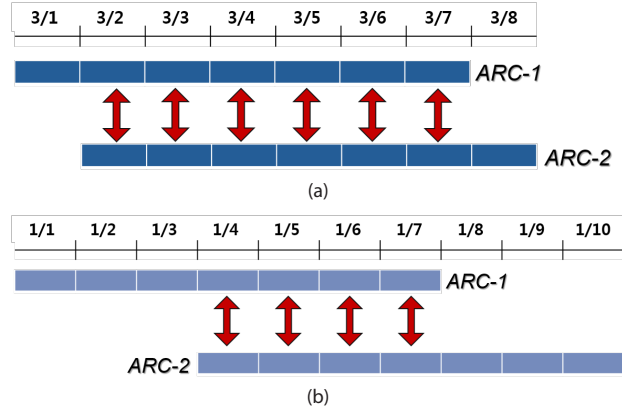 3/1 3/2 3/3 3/4 3/5 3/6 3/7 3/8
ARC-1
ARC-2
(a)
1/1 1/2 1/3 1/4 1/5 1/6 1/7 1/8 1/9 1/10
ARC-1
ARC-2
(b)